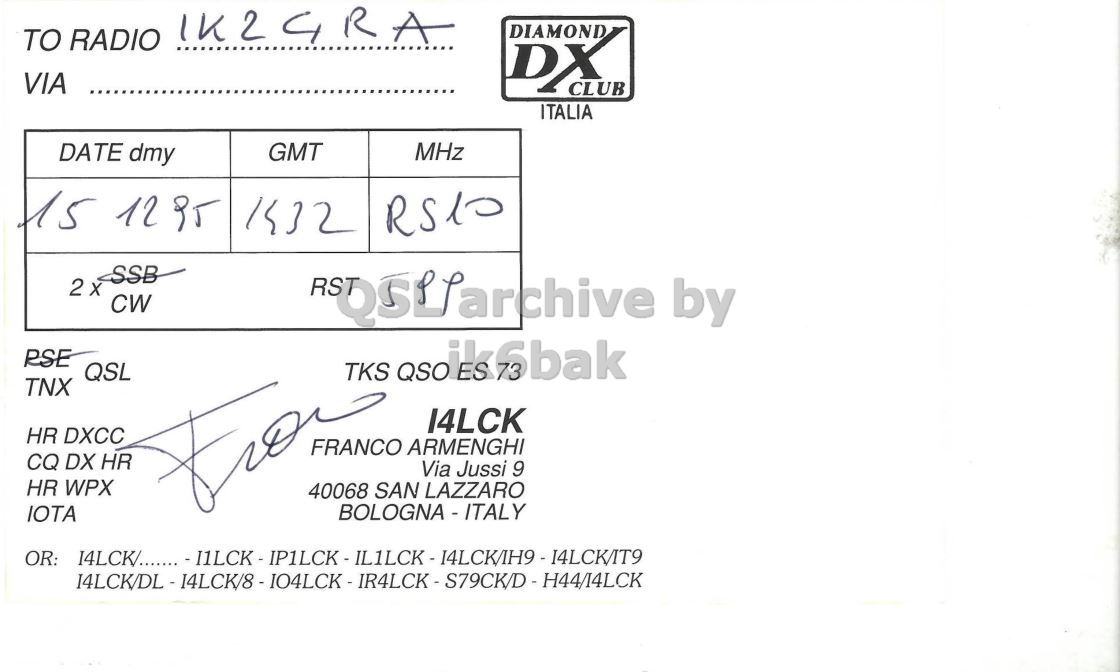 TO RADIO IK2GRA
VIA
DIAMOND
DX
CLUB
ITALIA
DATE dmy GMT MHz
15 12 95 1432 RS10
2 x SSB
CW
RST 599
PSE
TNX QSL
TKS QSO ES 73
QSL archive by
ik6bak
HR DXCC
CQ DX HR
HR WPX
IOTA
Franco
I4LCK
FRANCO ARMENGHI
Via Jussi 9
40068 SAN LAZZARO
BOLOGNA - ITALY
OR: I4LCK/....... - I1LCK - IP1LCK - IL1LCK - I4LCK/IH9 - I4LCK/IT9
I4LCK/DL - I4LCK/8 - IO4LCK - IR4LCK - S79CK/D - H44/I4LCK